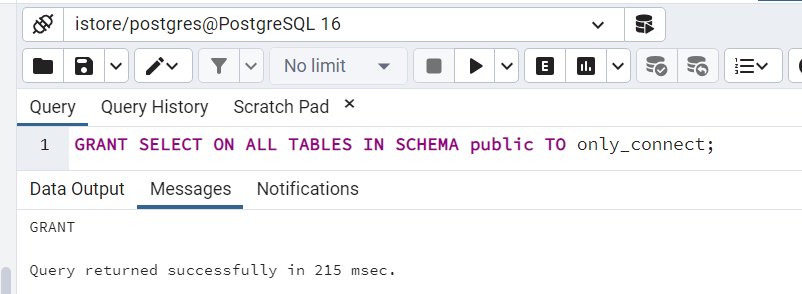 istore/postgres@PostgreSQL 16
No limit
E
Query Query History Scratch Pad ×
1 GRANT SELECT ON ALL TABLES IN SCHEMA public TO only_connect;
Data Output Messages Notifications
GRANT
Query returned successfully in 215 msec.